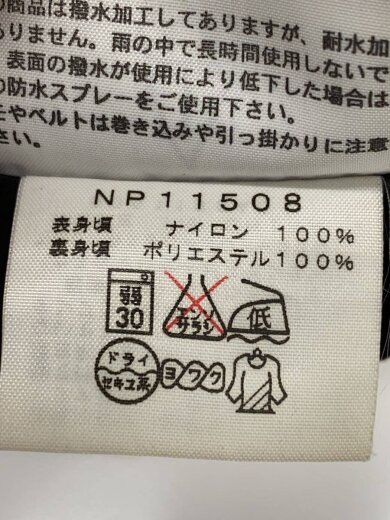 の商品は撥水加工してありますが、耐水加
ありません。雨の中で長時間使用しないで
表面の撥水が使用により低下した場合は
の防水スプレーをご使用下さい。
やベルトは巻き込みや引っ掛かりに注意
さい。
NP11508
表身頃 ナイロン 100%
裏身頃 ポリエステル100%
弱 30
エンソサラシ
低
ドライ セキユ系
ヨワク